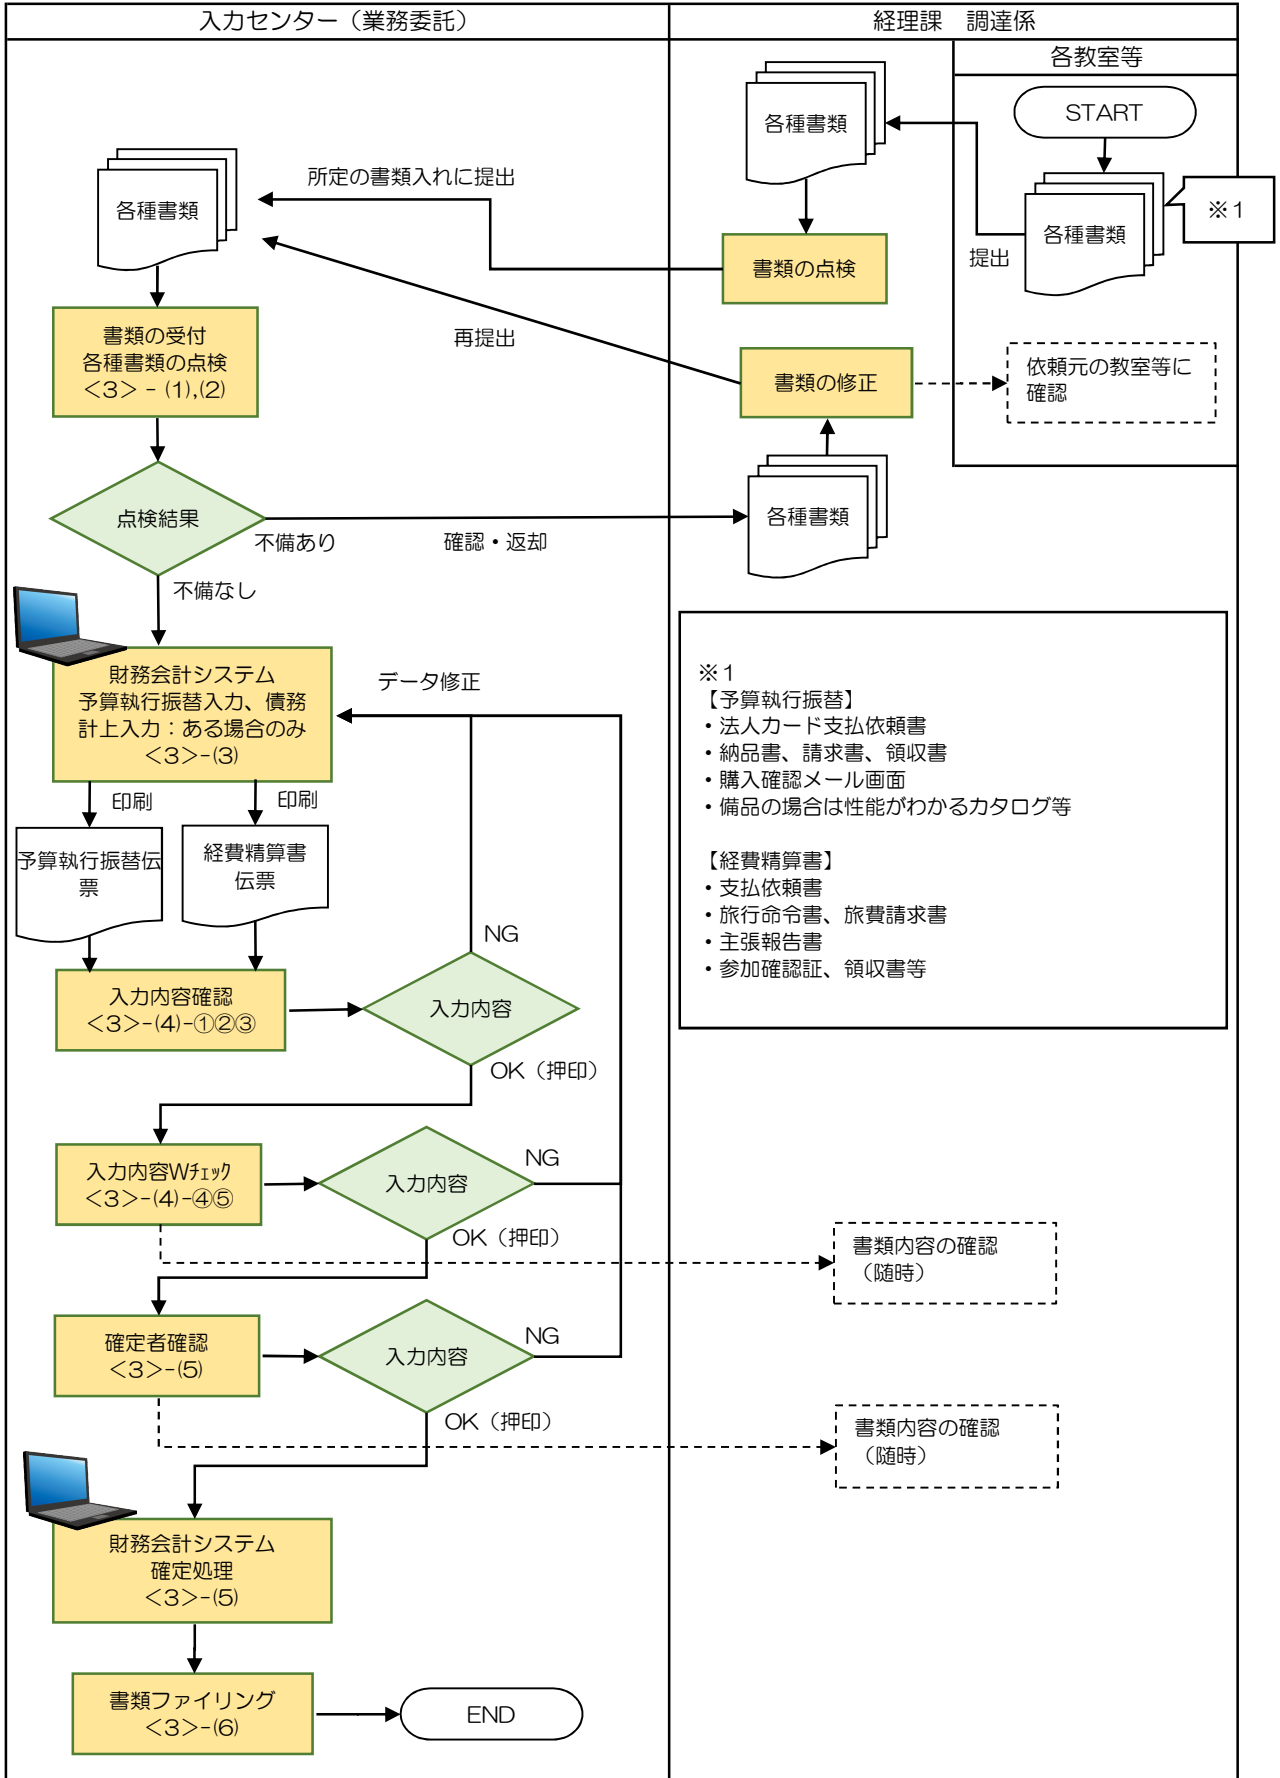 入力センター（業務委託）
経理課　調達係
各教室等
START
各種書類
※1
提出
各種書類
書類の点検
所定の書類入れに提出
各種書類
再提出
書類の受付
各種書類の点検
<3> - (1),(2)
書類の修正
依頼元の教室等に
確認
点検結果
不備あり
確認・返却
各種書類
不備なし
財務会計システム
予算執行振替入力、債務
計上入力：ある場合のみ
<3>-(3)
データ修正
印刷
印刷
予算執行振替伝
票
経費精算書
伝票
NG
入力内容確認
<3>-(4)-①②③
入力内容
OK（押印）
入力内容Wﾁｪｯｸ
<3>-(4)-④⑤
入力内容
NG
OK（押印）
書類内容の確認
（随時）
確定者確認
<3>-(5)
入力内容
NG
OK（押印）
書類内容の確認
（随時）
財務会計システム
確定処理
<3>-(5)
書類ファイリング
<3>-(6)
END
※1
【予算執行振替】
・法人カード支払依頼書
・納品書、請求書、領収書
・購入確認メール画面
・備品の場合は性能がわかるカタログ等
【経費精算書】
・支払依頼書
・旅行命令書、旅費請求書
・主張報告書
・参加確認証、領収書等